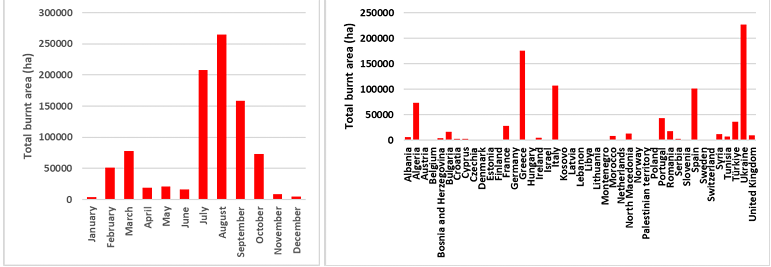 Total burnt area (ha)
300000
250000
200000
150000
100000
50000
0
January
February
March
April
May
June
July
August
September
October
November
December
Total burnt area (ha)
250000
200000
150000
100000
50000
0
Albania
Algeria
Austria
Belgium
Bosnia and Herzegovina
Bulgaria
Croatia
Cyprus
Czechia
Denmark
Estonia
Finland
France
Germany
Greece
Hungary
Ireland
Israel
Italy
Kosovo
Latvia
Lebanon
Libya
Lithuania
Montenegro
Morocco
Netherlands
North Macedonia
Norway
Palestinian territory
Poland
Portugal
Romania
Serbia
Slovenia
Spain
Sweden
Switzerland
Syria
Tunisia
Türkiye
Ukraine
United Kingdom